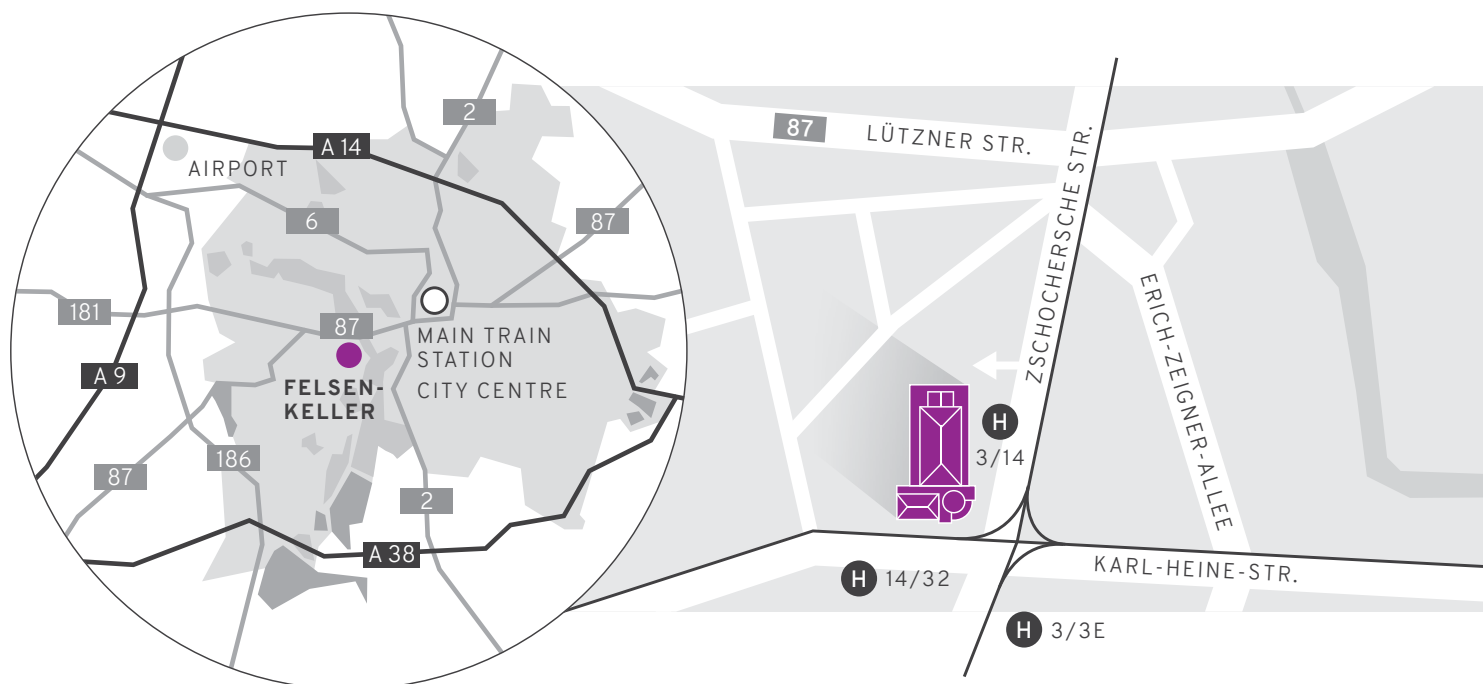 2
A 14
AIRPORT
6
87
181
87
MAIN TRAIN
STATION
CITY CENTRE
A 9
FELSEN-
KELLER
87
186
2
A 38
87 LÜTZNER STR.
ZSCHOCHERSCHE STR.
ERICH-ZEIGNER-ALLEE
H
3/14
KARL-HEINE-STR.
H 14/32
H 3/3E